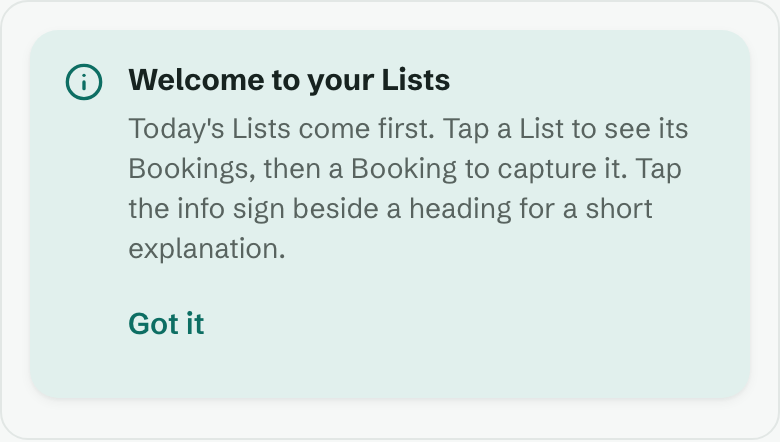 Welcome to your Lists
Today's Lists come first. Tap a List to see its
Bookings, then a Booking to capture it. Tap
the info sign beside a heading for a short
explanation.
Got it